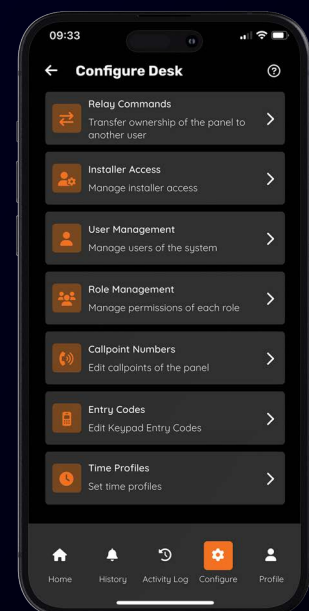 09:33
Configure Desk
Relay Commands
Transfer ownership of the panel to
another user
Installer Access
Manage installer access
User Management
Manage users of the system
Role Management
Manage permissions of each role
Callpoint Numbers
Edit callpoints of the panel
Entry Codes
Edit Keypad Entry Codes
Time Profiles
Set time profiles
Home History Activity Log Configure Profile